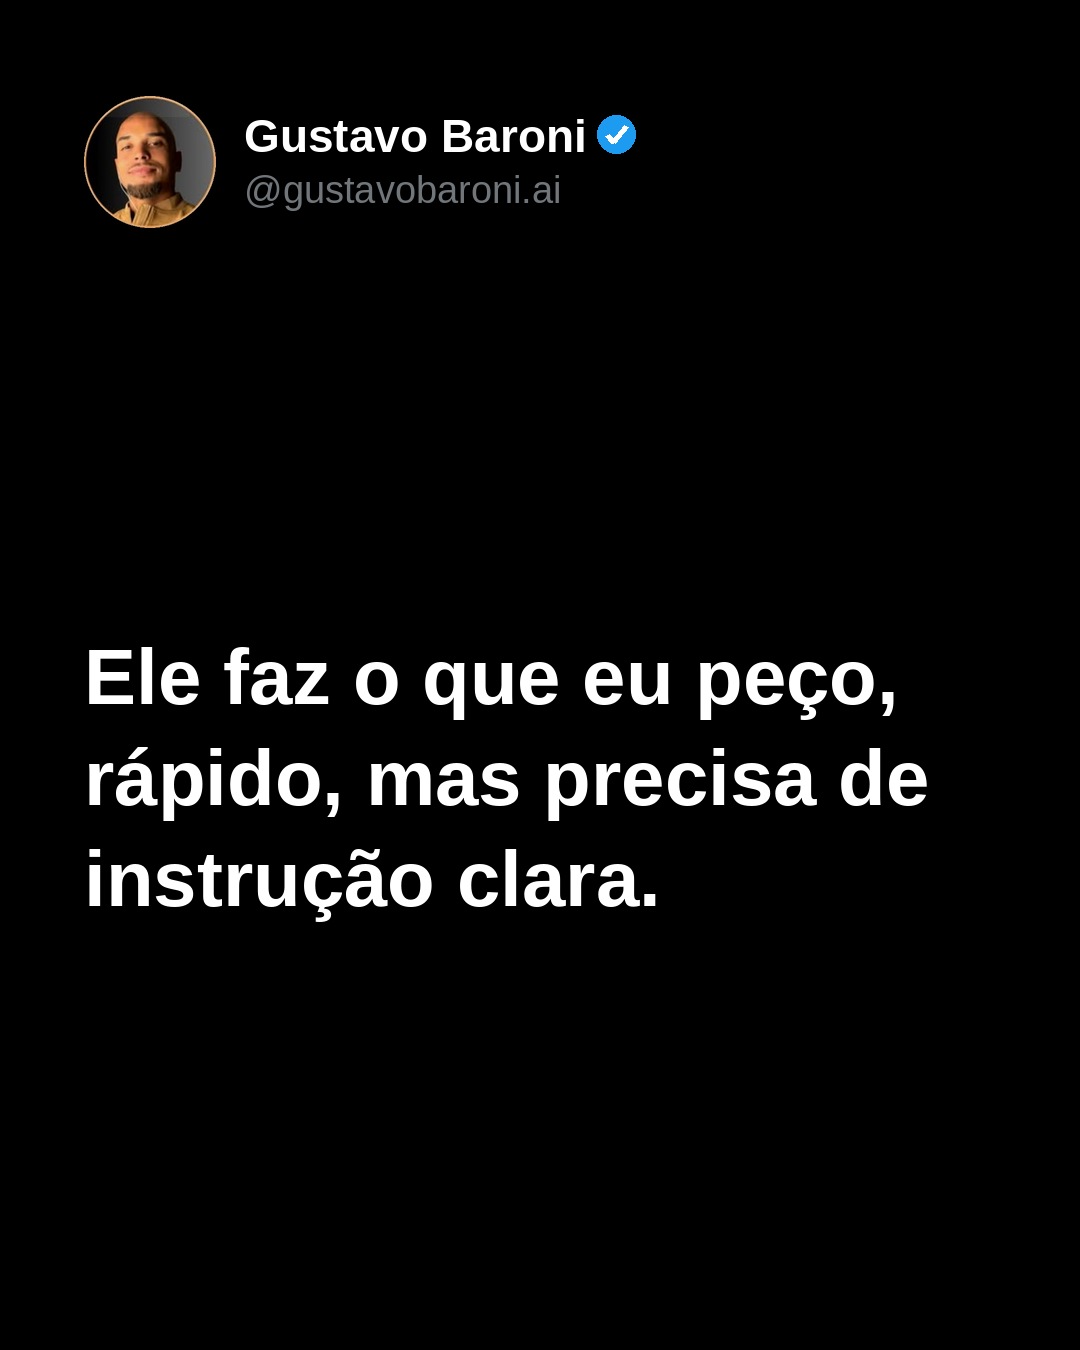 Gustavo Baroni
@gustavobaroni.ai
Ele faz o que eu peço,
rápido, mas precisa de
instrução clara.